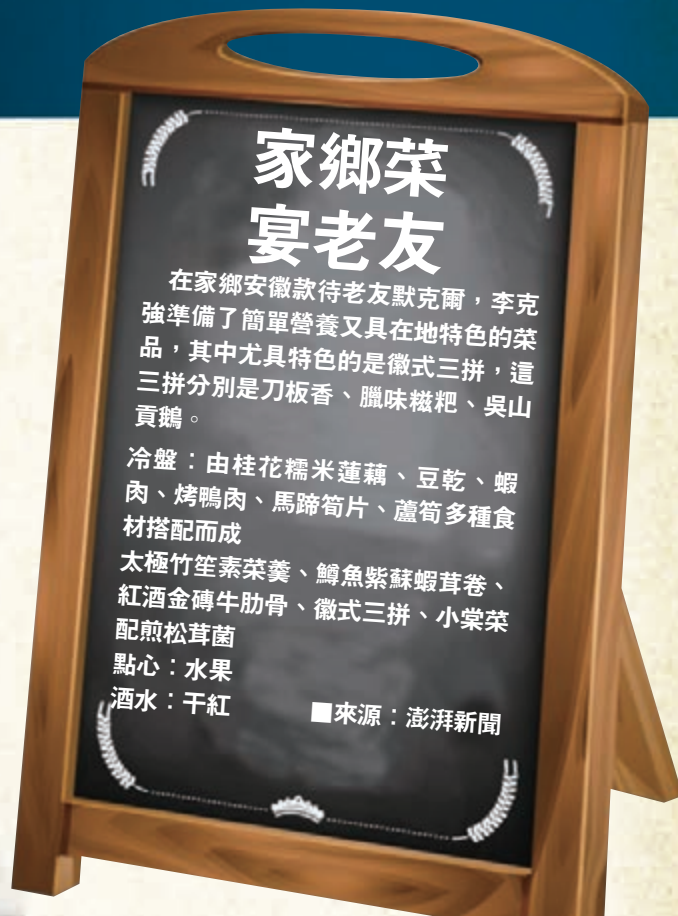 家鄉菜
宴老友
在家鄉安徽款待老友默克爾，李克
強準備了簡單營養又具在地特色的菜
品，其中尤具特色的是徽式三拼，這
三拼分別是刀板香、臘味糍粑、吳山
貢鵝。
冷盤：由桂花糯米蓮藕、豆乾、蝦
肉、烤鴨肉、馬蹄筍片、蘆筍多種食
材搭配而成
太極竹笙素菜羹、鱒魚紫蘇蝦茸卷、
紅酒金磚牛肋骨、徽式三拼、小棠菜
配煎松茸菌
點心：水果
酒水：干紅 ■來源：澎湃新聞